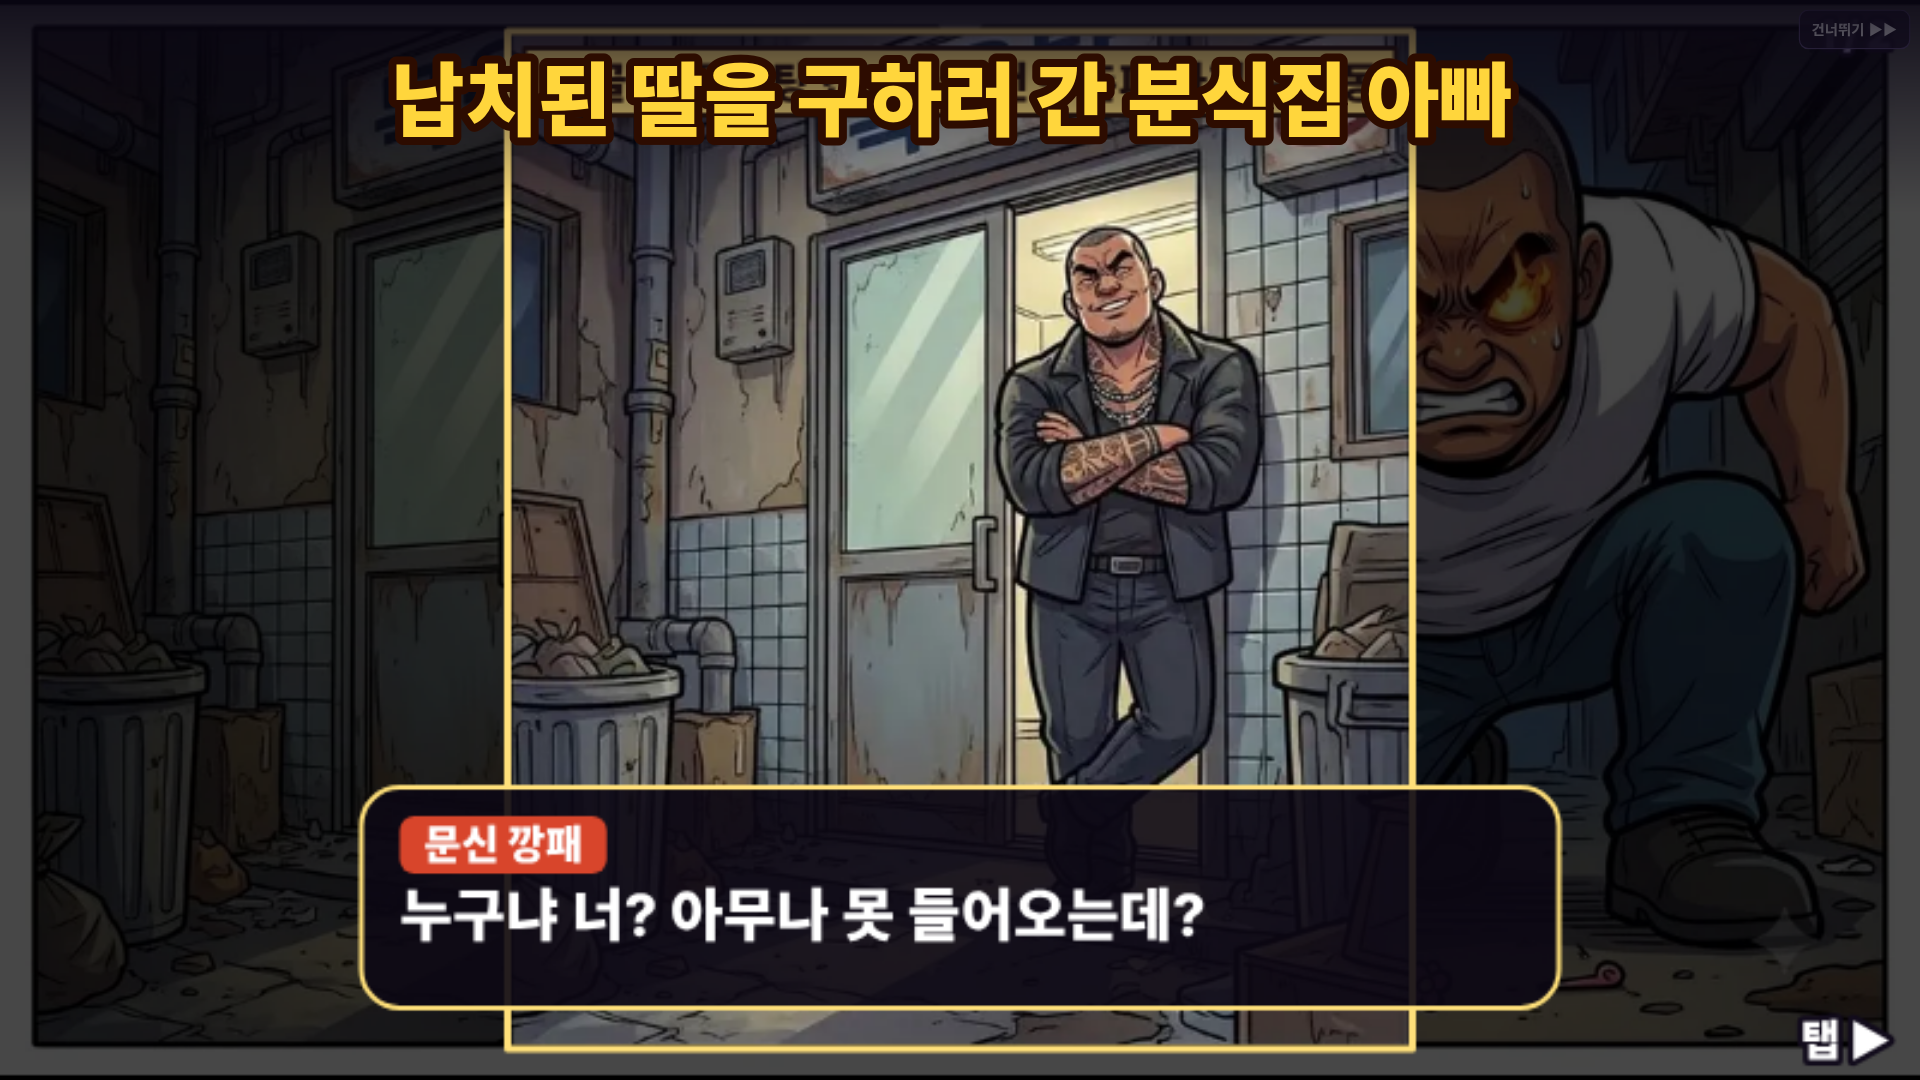 건너뛰기 ▶▶
납치된 딸을 구하러 간 분식집 아빠
문신 깡패
누구냐 너? 아무나 못 들어오는데?
탭 ▶